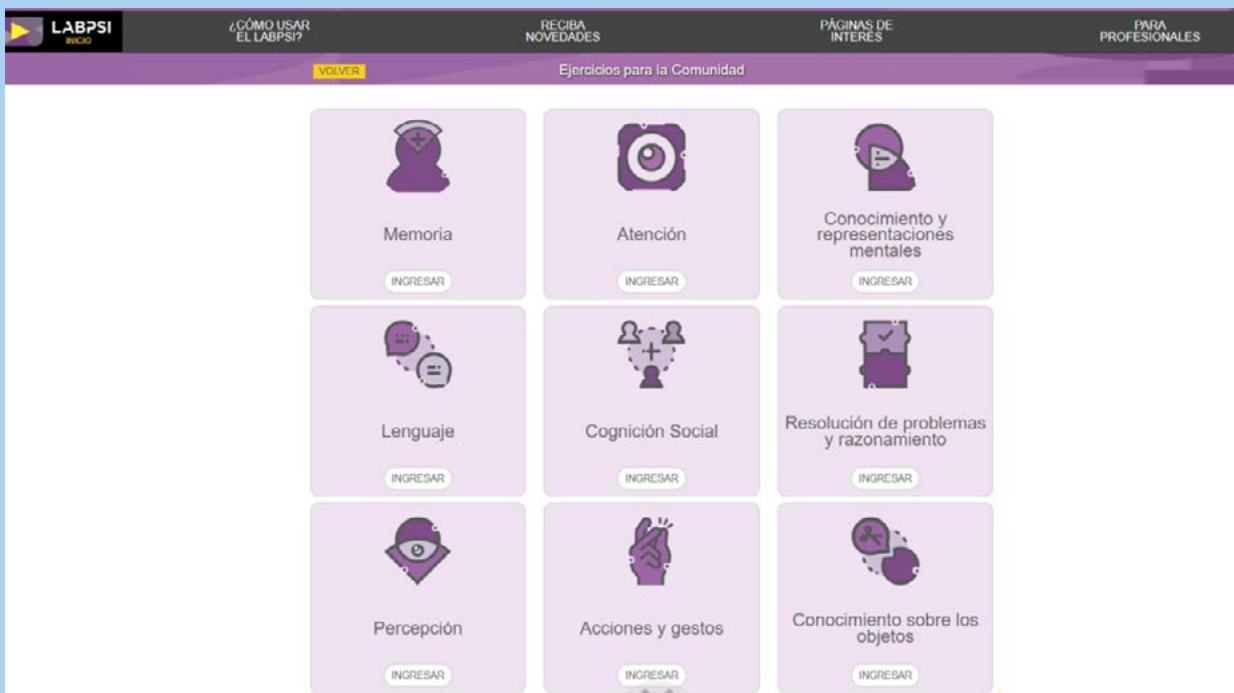 LABPSI
INICIO
¿CÓMO USAR
EL LABPSI?
RECIBA
NOVEDADES
PÁGINAS DE
INTERÉS
PARA
PROFESIONALES
VOLVER
Ejercicios para la Comunidad
Memoria
INGRESAR
Atención
INGRESAR
Conocimiento y
representaciones
mentales
INGRESAR
Lenguaje
INGRESAR
Cognición Social
INGRESAR
Resolución de problemas
y razonamiento
INGRESAR
Percepción
INGRESAR
Acciones y gestos
INGRESAR
Conocimiento sobre los
objetos
INGRESAR